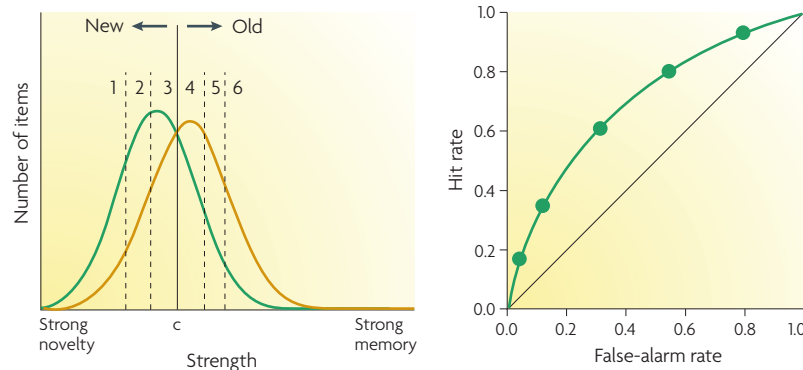 New Old
1 2 3 4 5 6
Number of items
Strong
novelty
c
Strong
memory
Strength
1.0
0.8
0.6
0.4
0.2
0.0
Hit rate
0.0 0.2 0.4 0.6 0.8 1.0
False-alarm rate